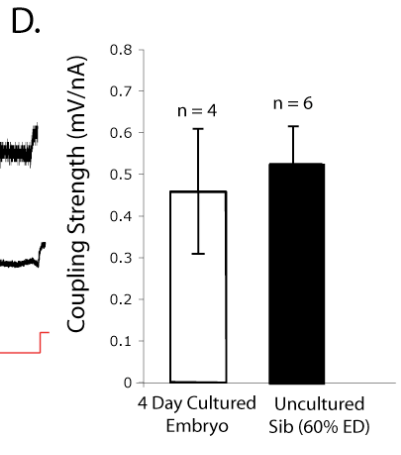 D.
Coupling Strength (mV/nA)
0.8
0.7
0.6
0.5
0.4
0.3
0.2
0.1
0
n = 4
n = 6
4 Day Cultured
Embryo
Uncultured
Sib (60% ED)